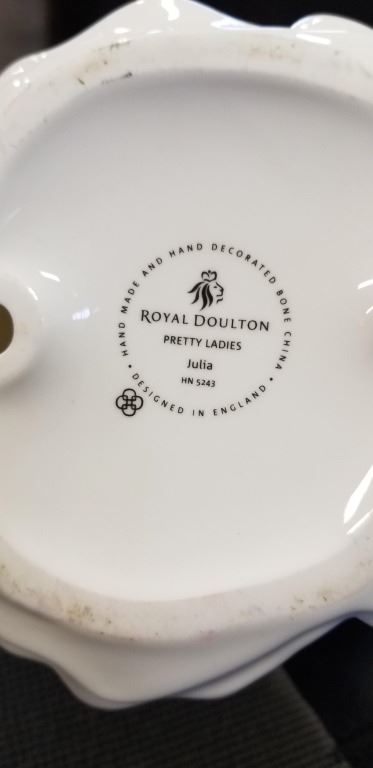 • HAND MADE AND HAND DECORATED BONE CHINA •
ROYAL DOULTON
PRETTY LADIES
Julia
HN 5243
DESIGNED IN ENGLAND